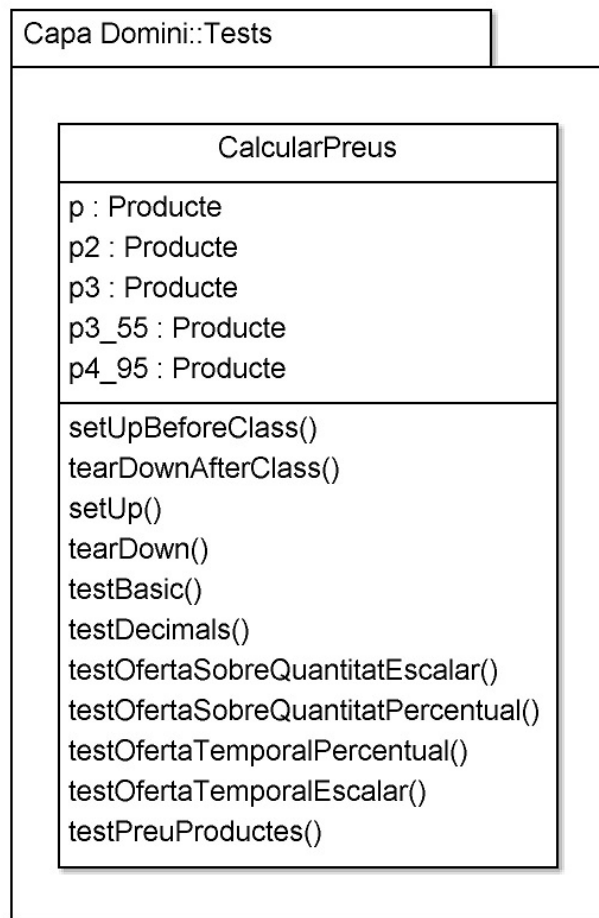 Capa Domini::Tests
CalcularPreus
p : Producte
p2 : Producte
p3 : Producte
p3_55 : Producte
p4_95 : Producte
setUpBeforeClass()
tearDownAfterClass()
setUp()
tearDown()
testBasic()
testDecimals()
testOfertaSobreQuantitatEscalar()
testOfertaSobreQuantitatPercentual()
testOfertaTemporalPercentual()
testOfertaTemporalEscalar()
testPreuProductes()